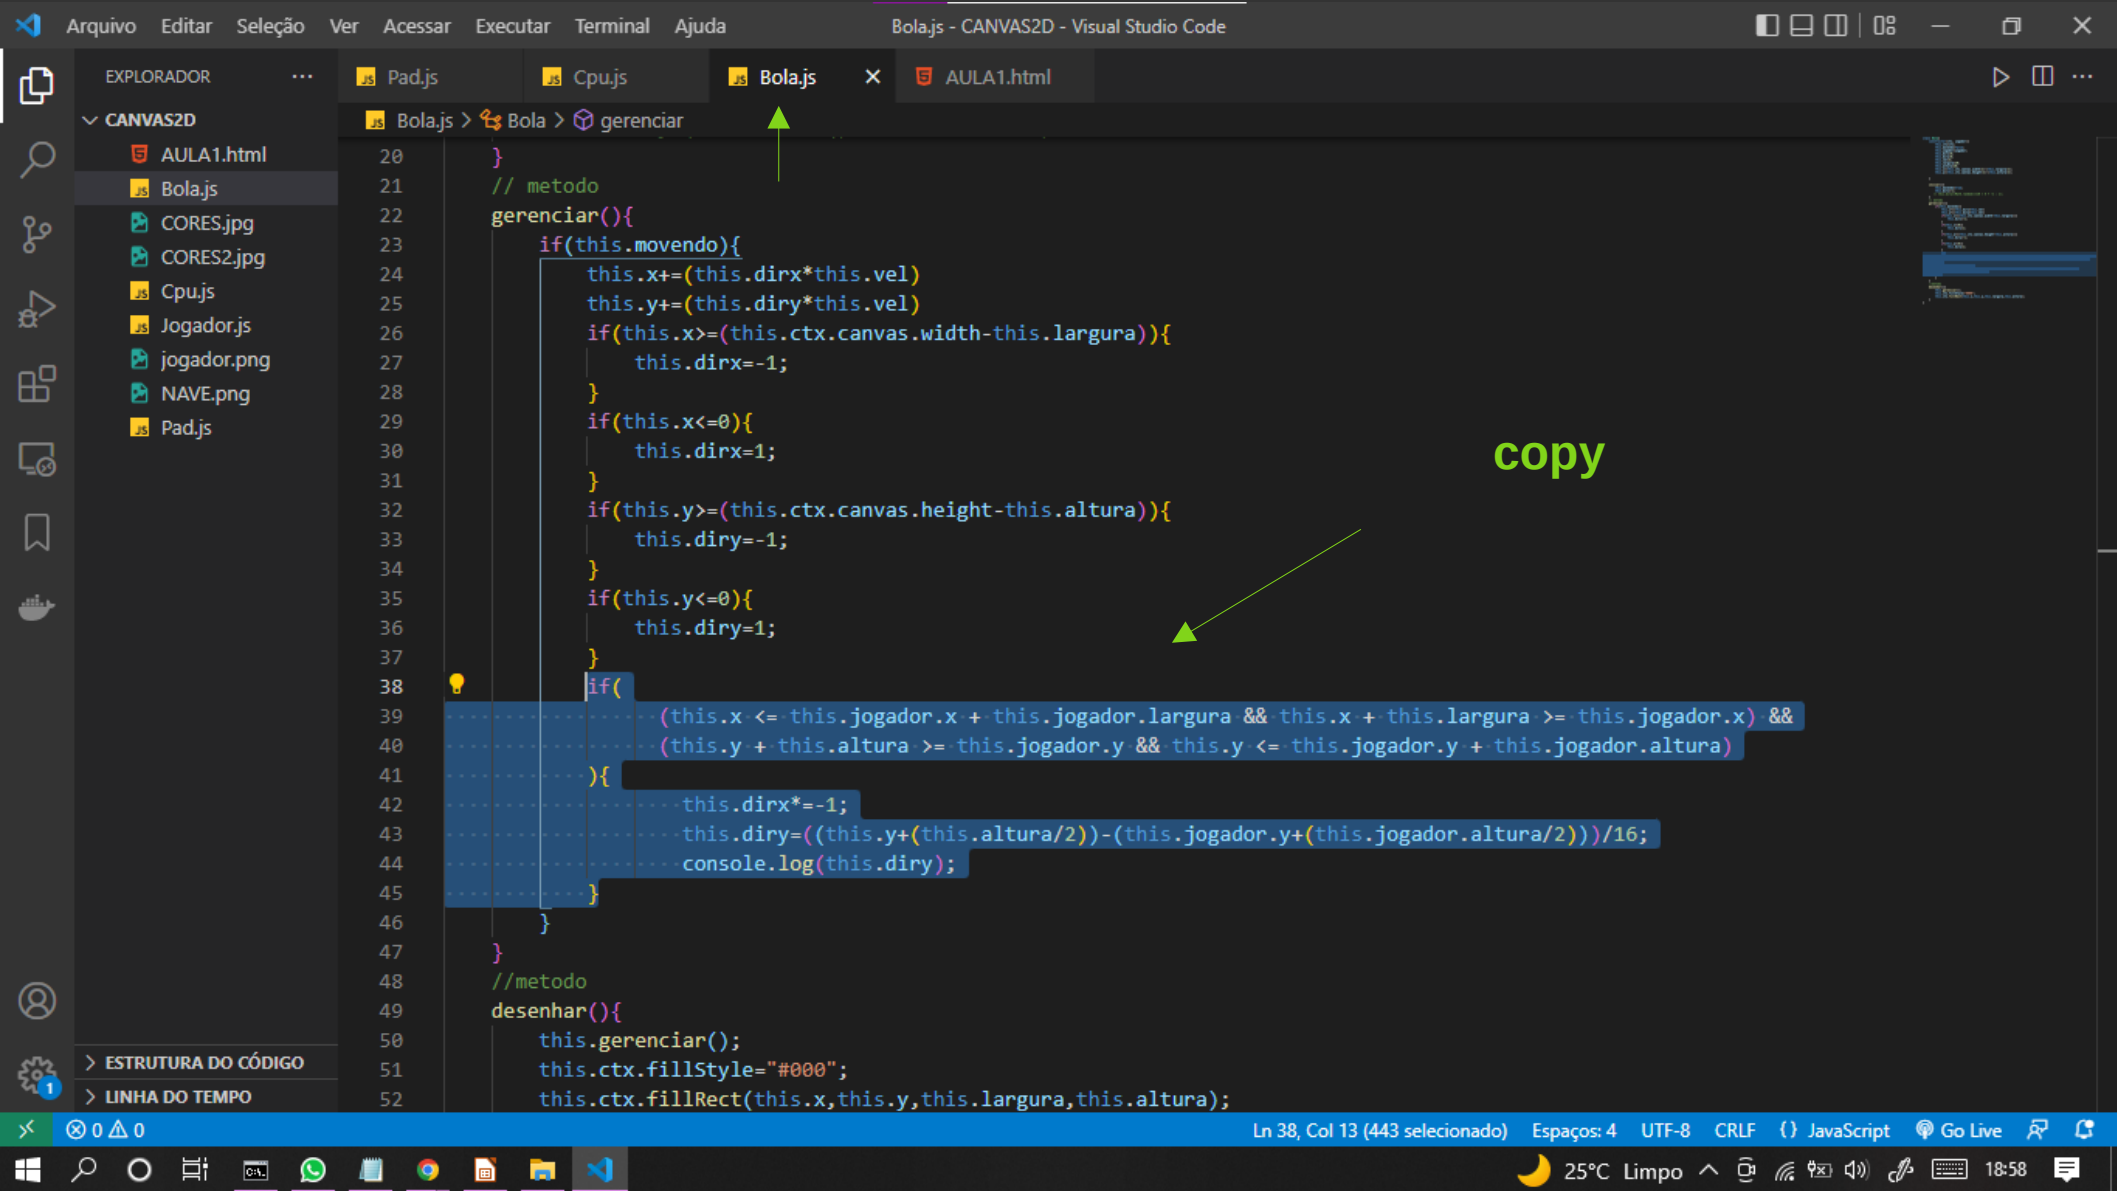 Arquivo Editar Seleção Ver Acessar Executar Terminal Ajuda
Bola.js - CANVAS2D - Visual Studio Code
EXPLORADOR
Pad.js
Cpu.js
Bola.js
AULA1.html
CANVAS2D
AULA1.html
Bola.js
CORES.jpg
CORES2.jpg
Cpu.js
Jogador.js
jogador.png
NAVE.png
Pad.js
ESTRUTURA DO CÓDIGO
LINHA DO TEMPO
Bola.js > Bola > gerenciar
20 }
21 // metodo
22 gerenciar(){
23 if(this.movendo){
24 this.x+=(this.dirx*this.vel)
25 this.y+=(this.diry*this.vel)
26 if(this.x>=(this.ctx.canvas.width-this.largura)){
27 this.dirx=-1;
28 }
29 if(this.x<=0){
30 this.dirx=1;
31 }
32 if(this.y>=(this.ctx.canvas.height-this.altura)){
33 this.diry=-1;
34 }
35 if(this.y<=0){
36 this.diry=1;
37 }
38 if(
39 (this.x <= this.jogador.x + this.jogador.largura && this.x + this.largura >= this.jogador.x) &&
40 (this.y + this.altura >= this.jogador.y && this.y <= this.jogador.y + this.jogador.altura)
41 ){
42 this.dirx*=-1;
43 this.diry=((this.y+(this.altura/2))-(this.jogador.y+(this.jogador.altura/2)))/16;
44 console.log(this.diry);
45 }
46 }
47 }
48 //metodo
49 desenhar(){
50 this.gerenciar();
51 this.ctx.fillStyle="#000";
52 this.ctx.fillRect(this.x,this.y,this.largura,this.altura);
copy
1
0 0
Ln 38, Col 13 (443 selecionado) Espaços: 4 UTF-8 CRLF {} JavaScript Go Live
25°C Limpo
18:58